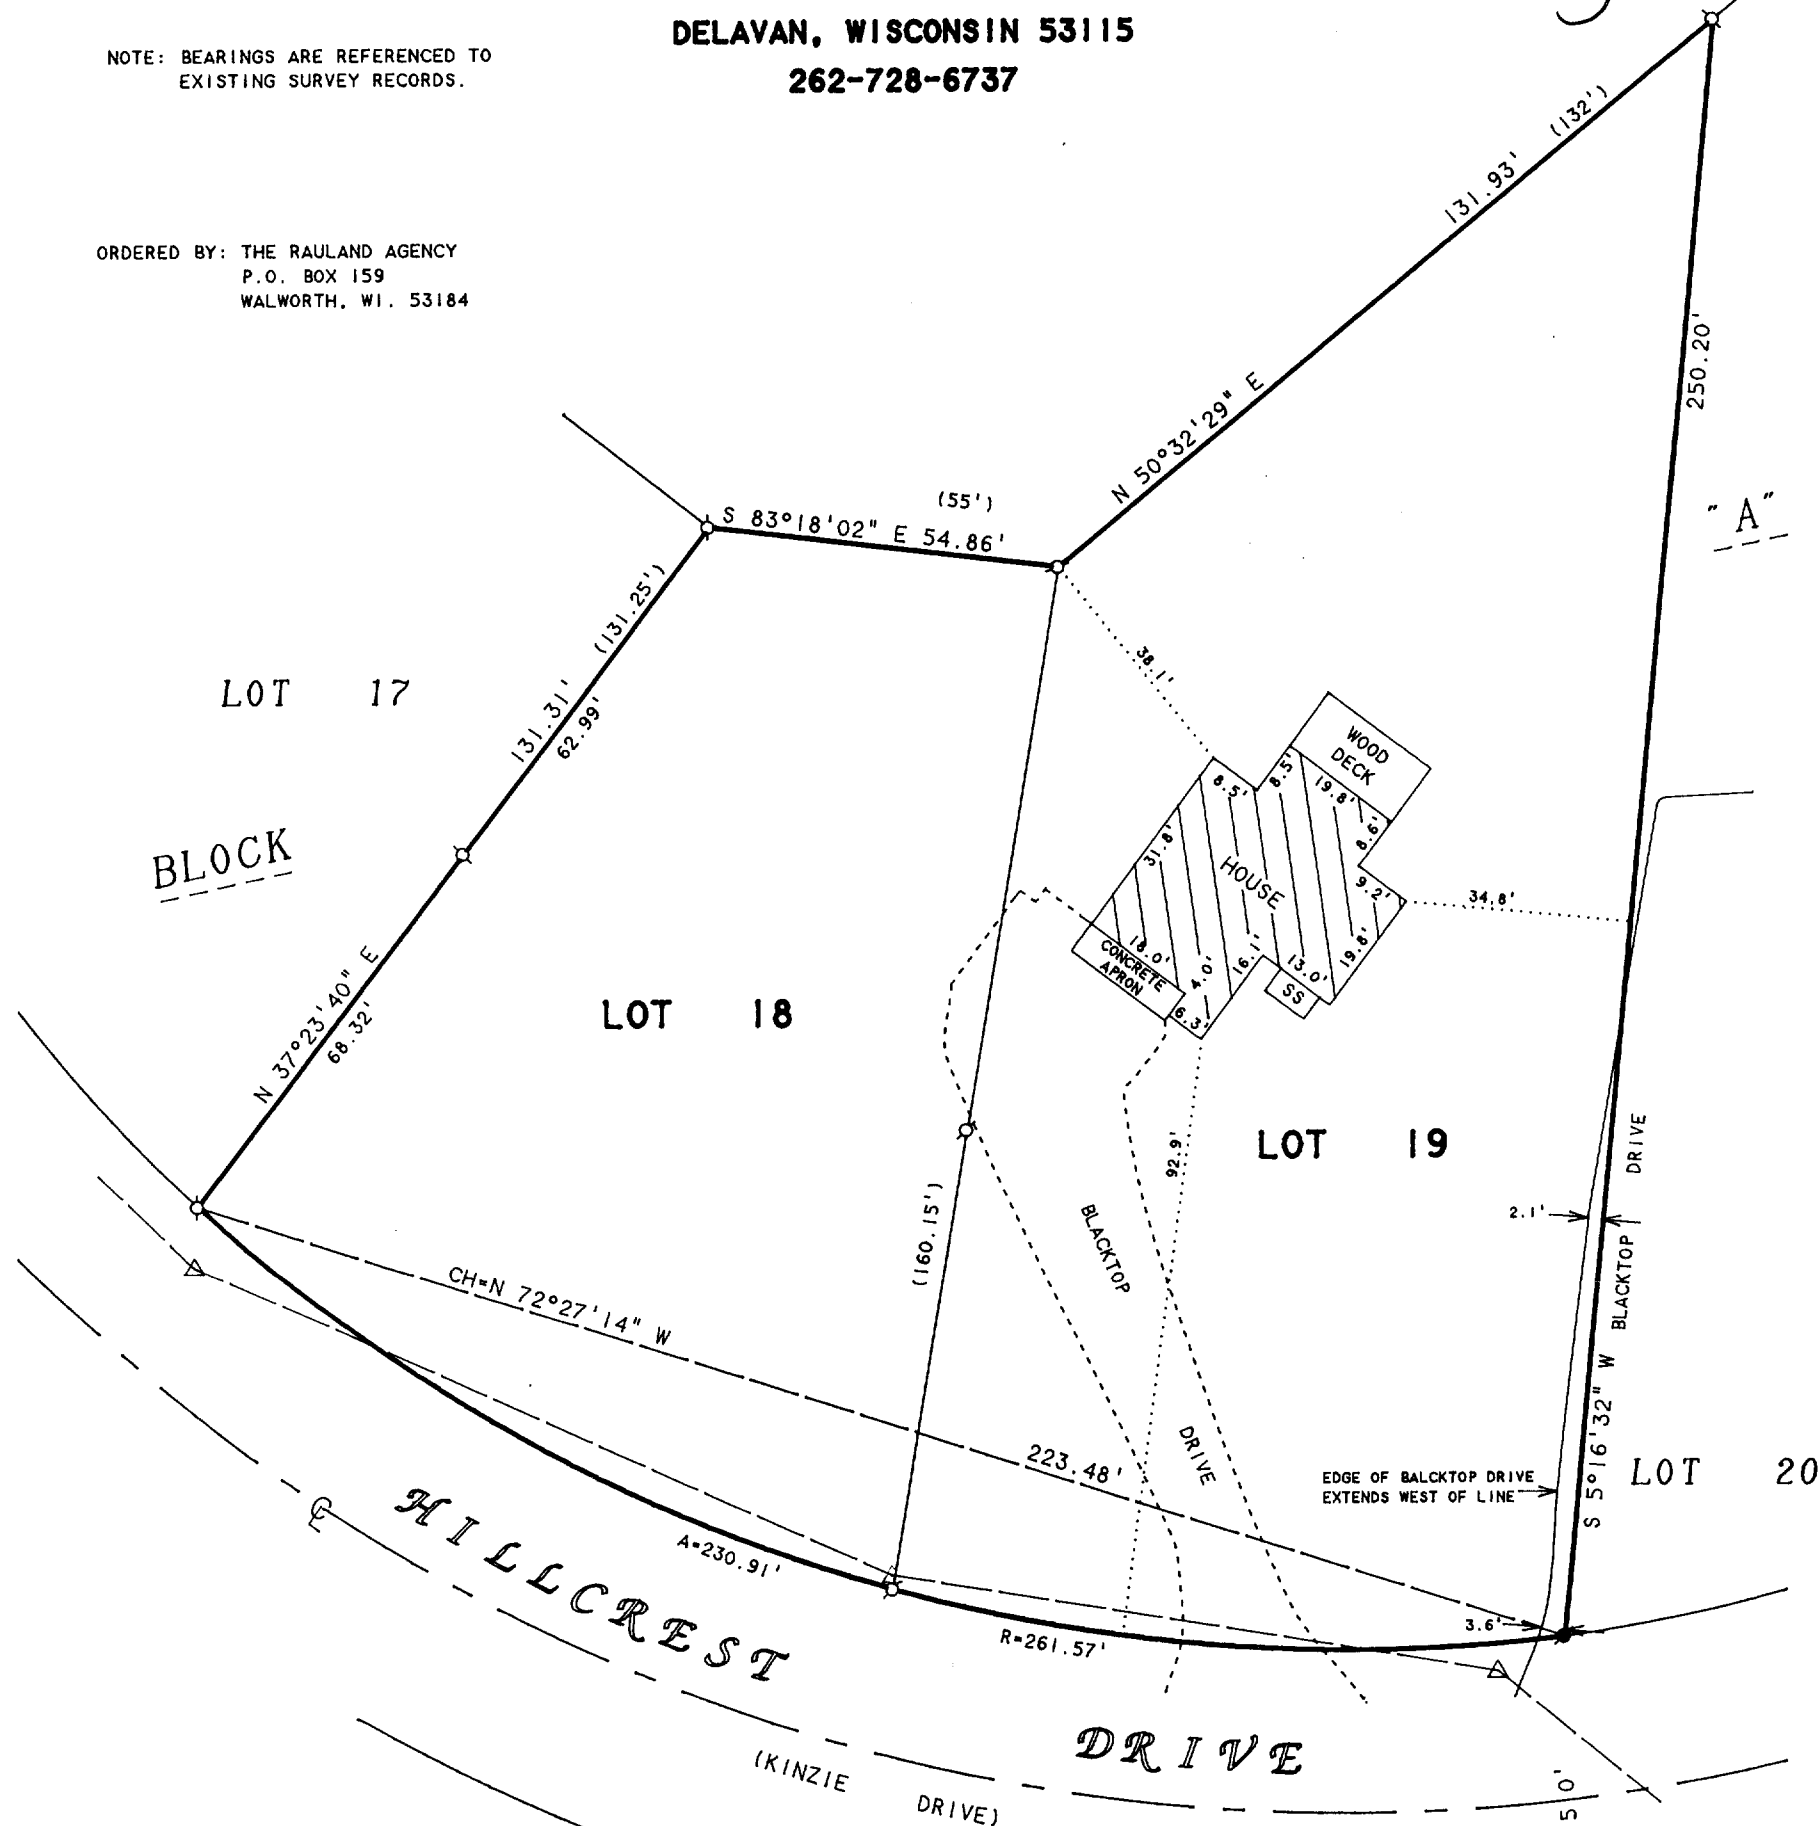 DELAVAN, WISCONSIN 53115
262-728-6737
NOTE: BEARINGS ARE REFERENCED TO
EXISTING SURVEY RECORDS.
ORDERED BY: THE RAULAND AGENCY
P.O. BOX 159
WALWORTH, WI. 53184
(132')
131.93'
N 50°32'29" E
250.20'
"A"
(55')
S 83°18'02" E 54.86'
(131.25')
131.31'
62.99'
38.1'
LOT 17
WOOD
DECK
8.5'
8.5'
19.8'
8.6'
31.8'
HOUSE
9.2'
34.8'
BLOCK
18.0'
CONCRETE
APRON
4.0'
16.1'
13.0'
19.8'
SS
6.3'
N 37°23'40" E
68.32'
LOT 18
LOT 19
92.9'
BLACKTOP DRIVE
2.1'
(160.15')
BLACKTOP
DRIVE
CH=N 72°27'14" W
223.48'
S 5°16'32" W
EDGE OF BALCKTOP DRIVE
EXTENDS WEST OF LINE
LOT 20
A=230.91'
R=261.57'
3.6'
HILLCREST
DRIVE
(KINZIE
DRIVE)
50'